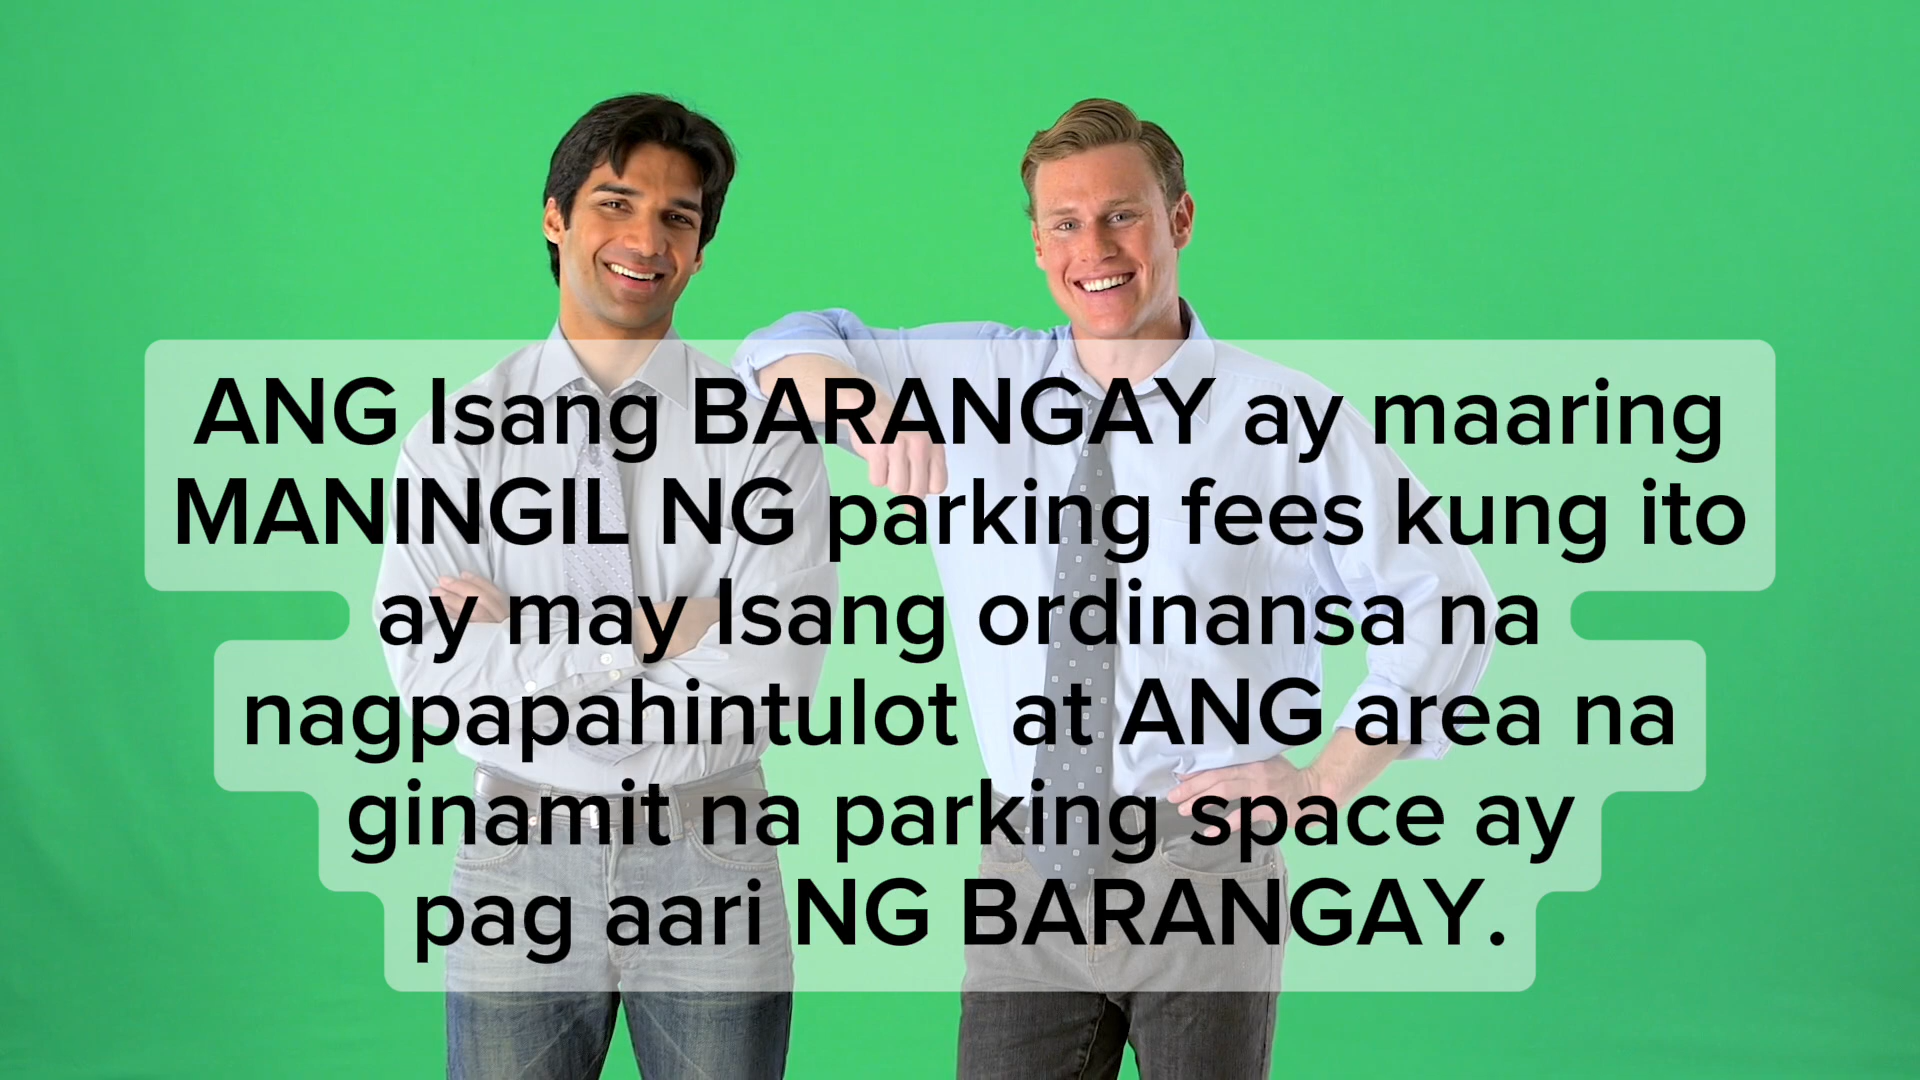 ANG Isang BARANGAY ay maaring
MANINGIL NG parking fees kung ito
ay may Isang ordinansa na
nagpapahintulot  at ANG area na
ginamit na parking space ay
pag aari NG BARANGAY.